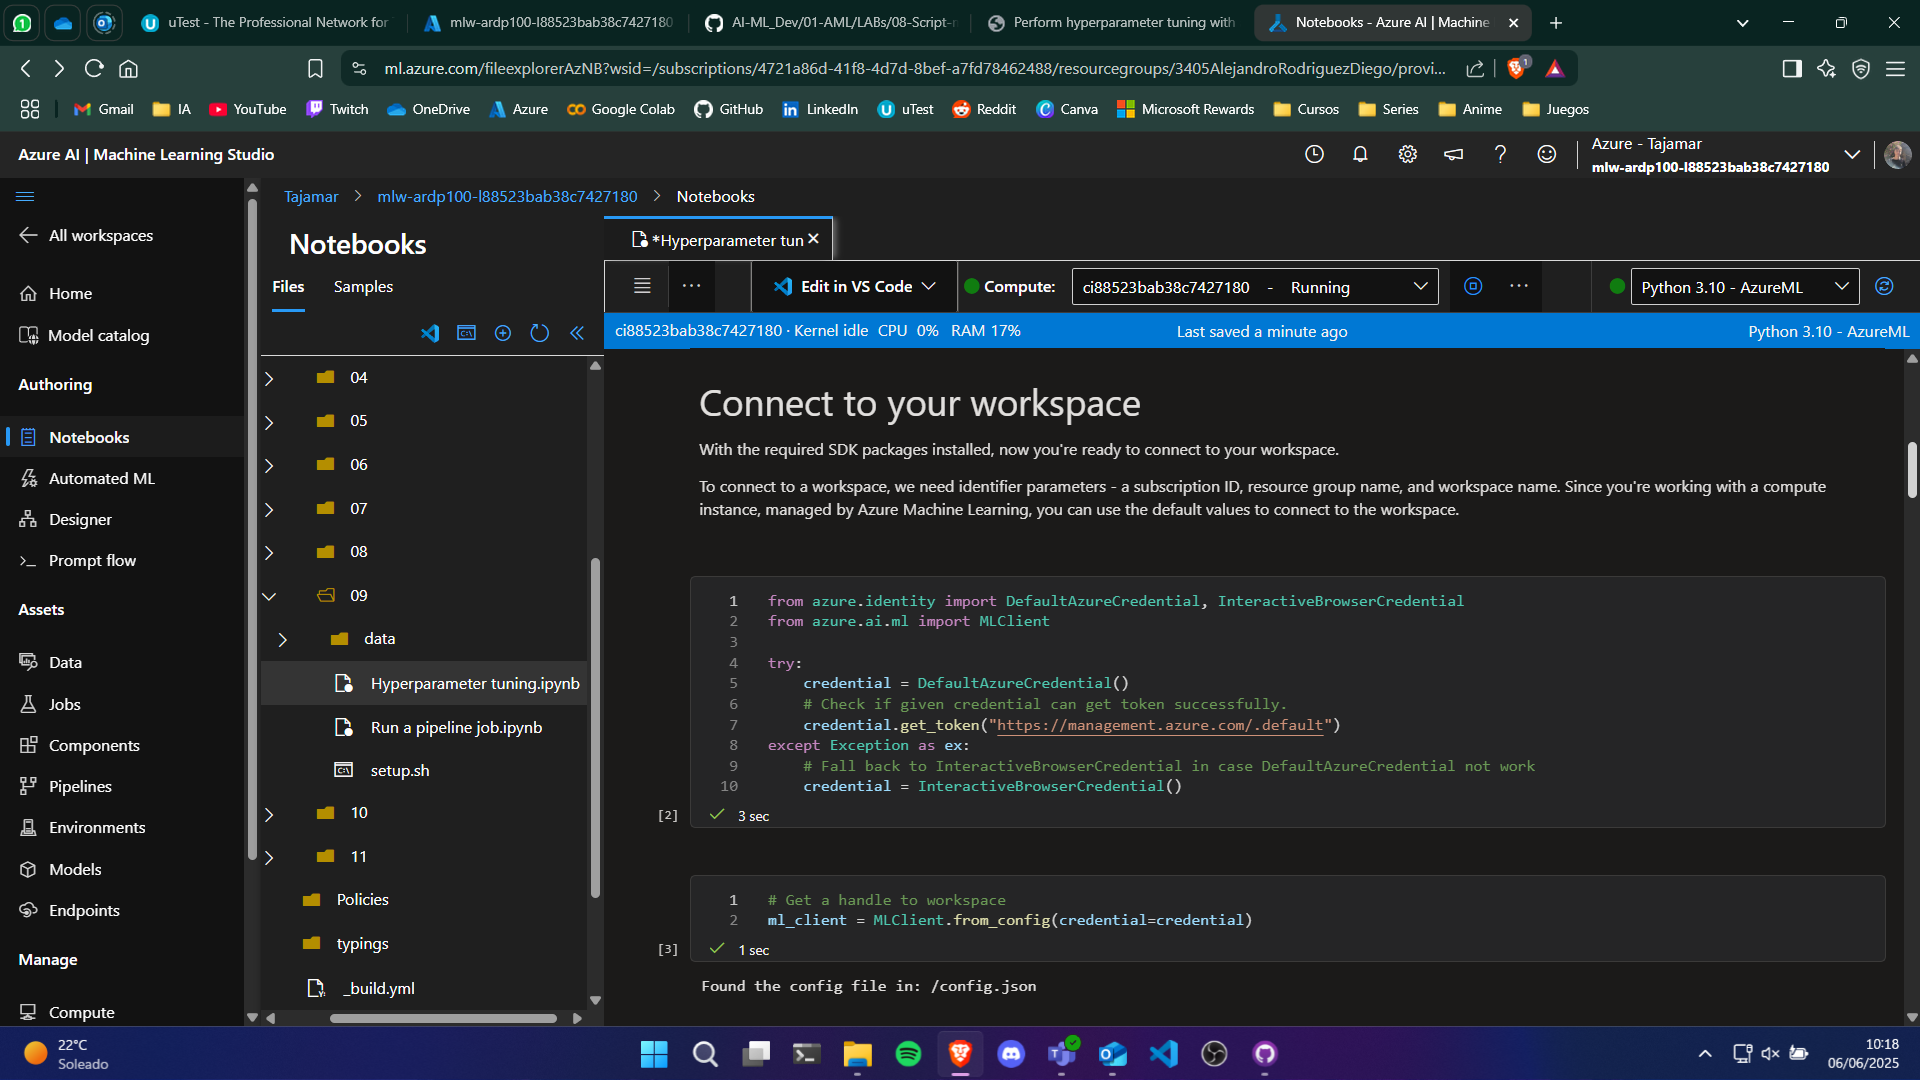 uTest - The Professional Network for
mlw-ardp100-l88523bab38c7427180
AI-ML_Dev/01-AML/LABs/08-Script-
Perform hyperparameter tuning with
Notebooks - Azure AI | Machine
ml.azure.com/fileexplorerAzNB?wsid=/subscriptions/4721a86d-41f8-4d7d-8bef-a7fd78462488/resourcegroups/3405AlejandroRodriguezDiego/provi...
1
Gmail
IA
YouTube
Twitch
OneDrive
Azure
Google Colab
GitHub
LinkedIn
uTest
Reddit
Canva
Microsoft Rewards
Cursos
Series
Anime
Juegos
Azure AI | Machine Learning Studio
Azure - Tajamar
mlw-ardp100-l88523bab38c7427180
All workspaces
Home
Model catalog
Authoring
Notebooks
Automated ML
Designer
Prompt flow
Assets
Data
Jobs
Components
Pipelines
Environments
Models
Endpoints
Manage
Compute
Tajamar > mlw-ardp100-l88523bab38c7427180 > Notebooks
Notebooks
Files
Samples
04
05
06
07
08
09
data
Hyperparameter tuning.ipynb
Run a pipeline job.ipynb
setup.sh
10
11
Policies
typings
_build.yml
*Hyperparameter tun
Edit in VS Code
Compute:
ci88523bab38c7427180 - Running
Python 3.10 - AzureML
ci88523bab38c7427180 · Kernel idle CPU 0% RAM 17%
Last saved a minute ago
Python 3.10 - AzureML
Connect to your workspace
With the required SDK packages installed, now you're ready to connect to your workspace.
To connect to a workspace, we need identifier parameters - a subscription ID, resource group name, and workspace name. Since you're working with a compute
instance, managed by Azure Machine Learning, you can use the default values to connect to the workspace.
1 from azure.identity import DefaultAzureCredential, InteractiveBrowserCredential
2 from azure.ai.ml import MLClient
3
4 try:
5     credential = DefaultAzureCredential()
6     # Check if given credential can get token successfully.
7     credential.get_token("https://management.azure.com/.default")
8 except Exception as ex:
9     # Fall back to InteractiveBrowserCredential in case DefaultAzureCredential not work
10     credential = InteractiveBrowserCredential()
[2] 3 sec
1 # Get a handle to workspace
2 ml_client = MLClient.from_config(credential=credential)
[3] 1 sec
Found the config file in: /config.json
22°C
Soleado
10:18
06/06/2025